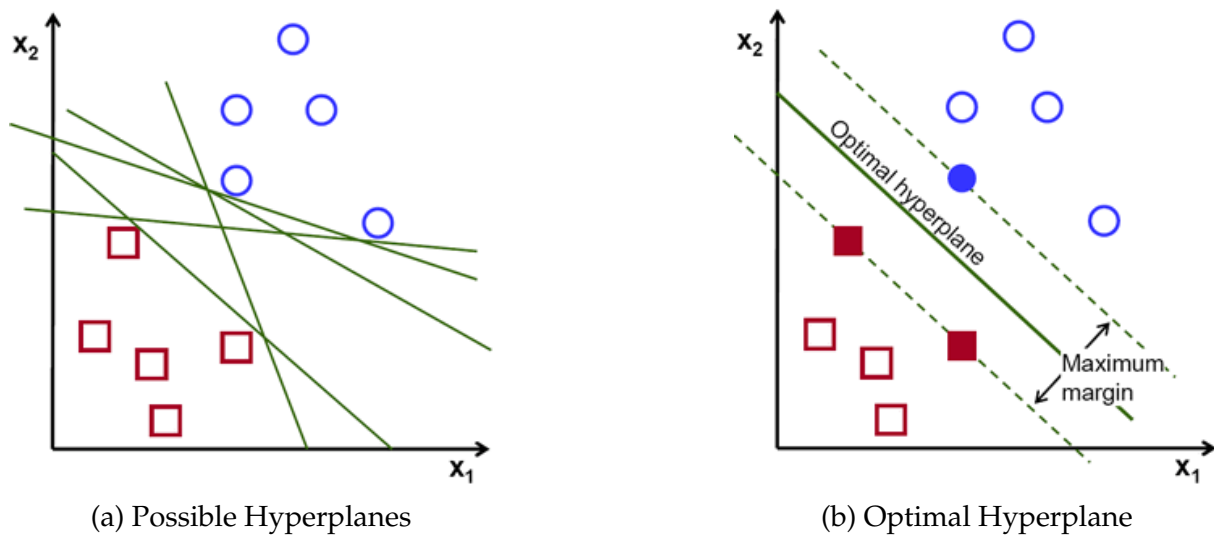 x₂
x₁
(a) Possible Hyperplanes
x₂
Optimal hyperplane
Maximum
margin
x₁
(b) Optimal Hyperplane